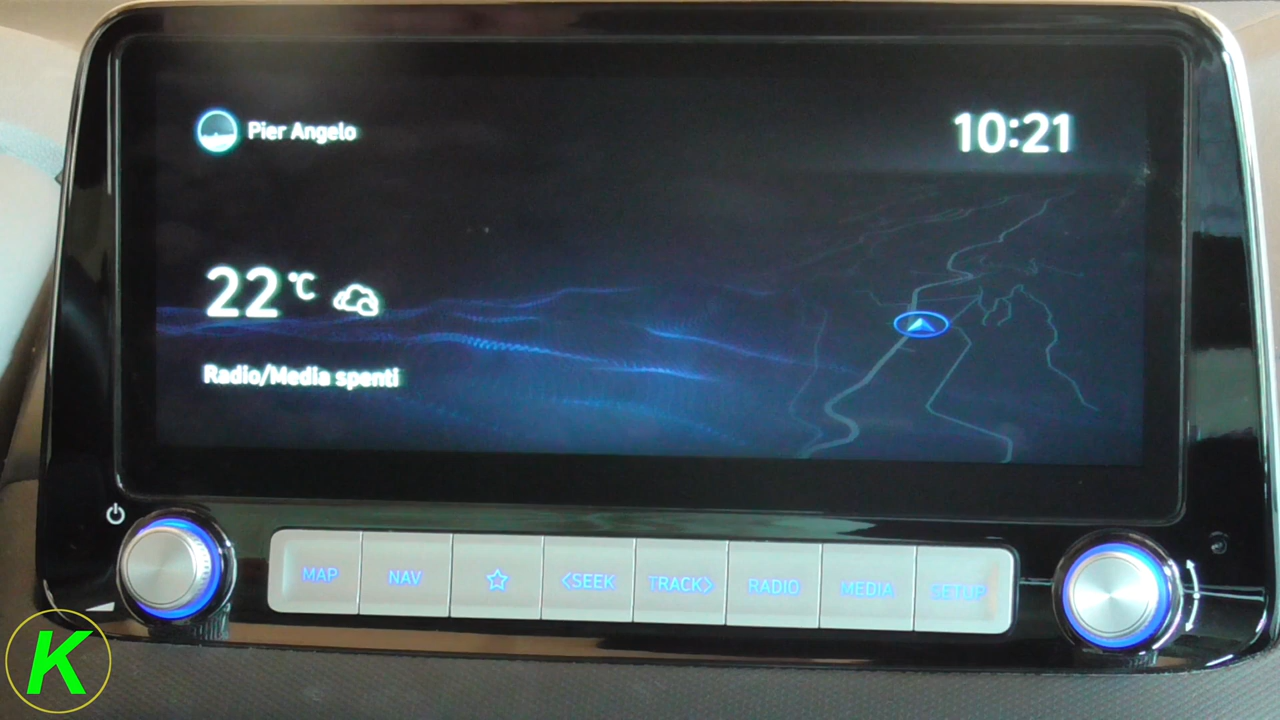 Pier Angelo
10:21
22 °C
Radio/Media spenti
MAP NAV <SEEK TRACK> RADIO MEDIA SETUP
K